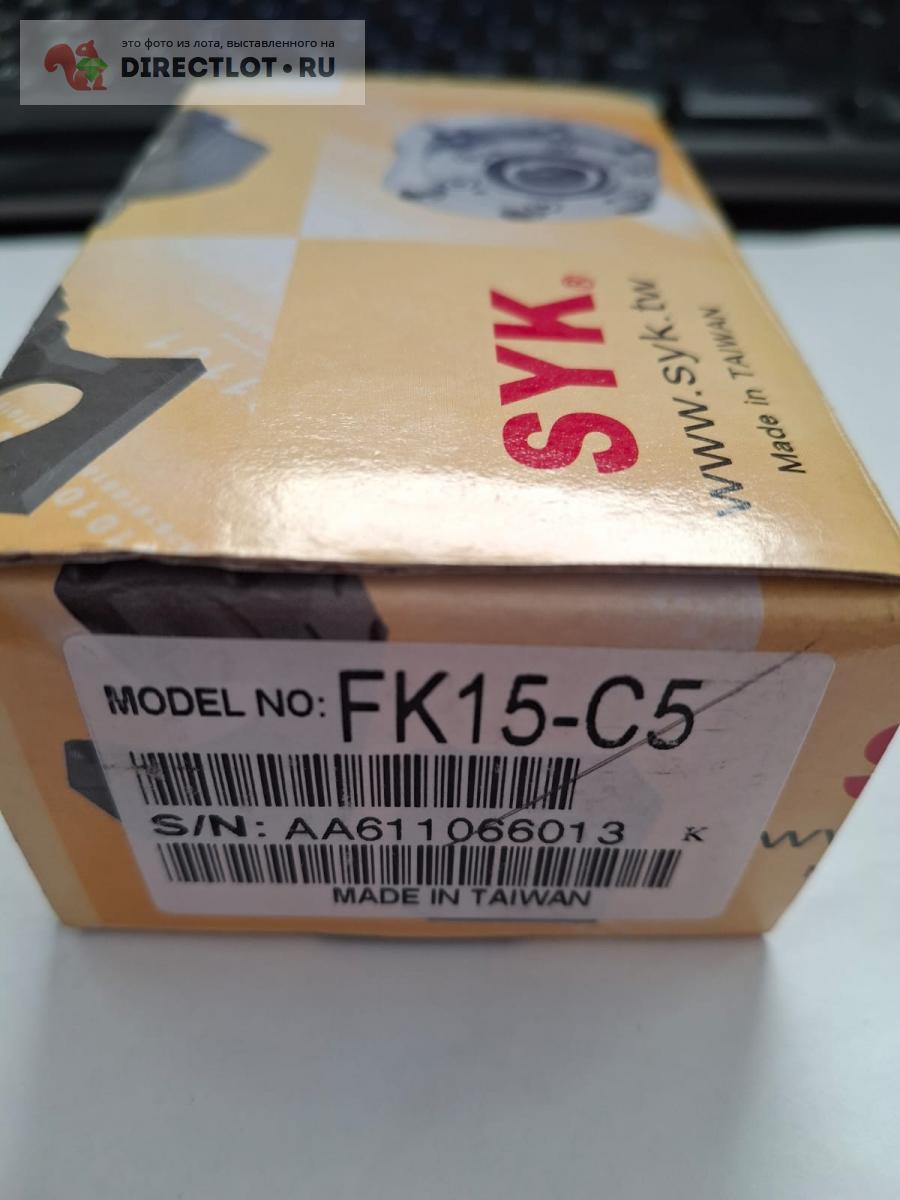 это фото из лота, выставленного на
DIRECTLOT.RU
SYK®
www.syk.tw
Made in TAIWAN
MODEL NO: FK15-C5
S/N: AA611066013 K
MADE IN TAIWAN